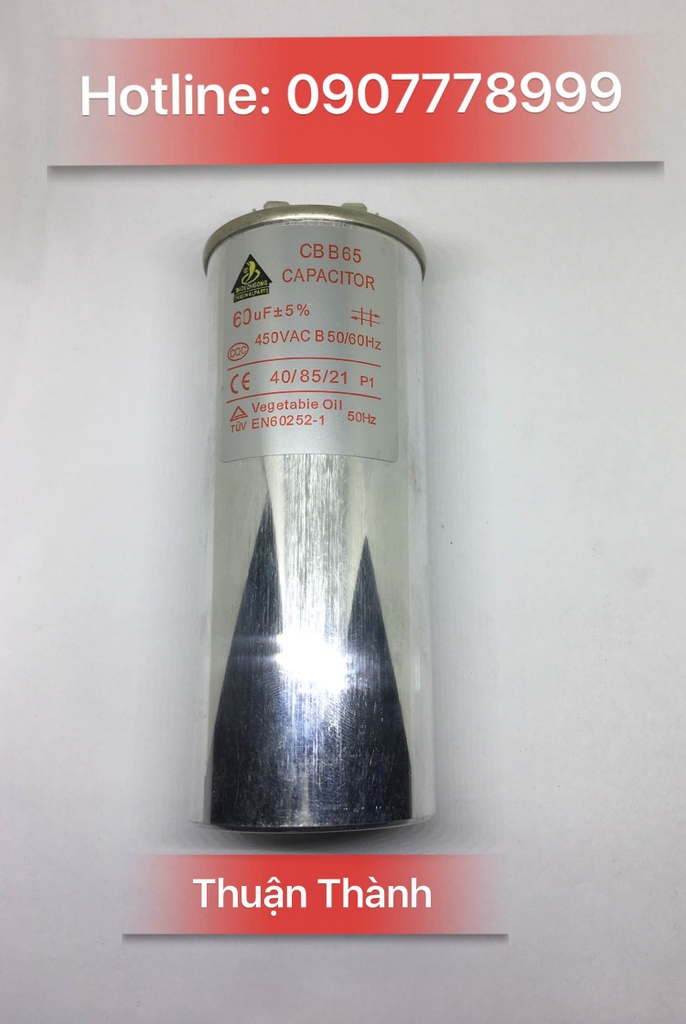 Hotline: 0907778999
CBB65
CAPACITOR
60uF±5%
450VAC B 50/60Hz
CQC
CE 40/85/21 P1
Vegetabie Oil
TÜV EN60252-1 50Hz
Thuận Thành